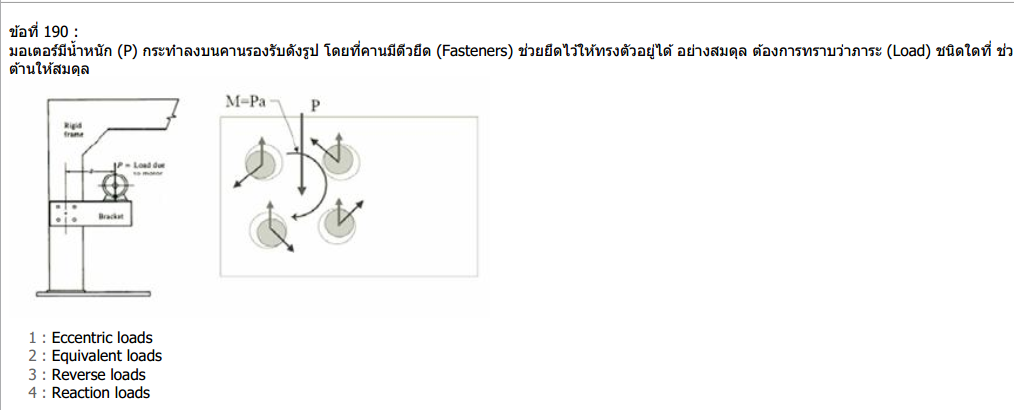 ข้อที่ 190 :
มอเตอร์มีน้ำหนัก (P) กระทำลงบนคานรองรับดังรูป โดยที่คานมีตัวยึด (Fasteners) ช่วยยึดไว้ให้ทรงตัวอยู่ได้ อย่างสมดุล ต้องการทราบว่าภาระ (Load) ชนิดใดที่ ช่ว
ต้านให้สมดุล
M=Pa
P
Rigid
frame
P = Load due
to motor
Bracket
1 : Eccentric loads
2 : Equivalent loads
3 : Reverse loads
4 : Reaction loads